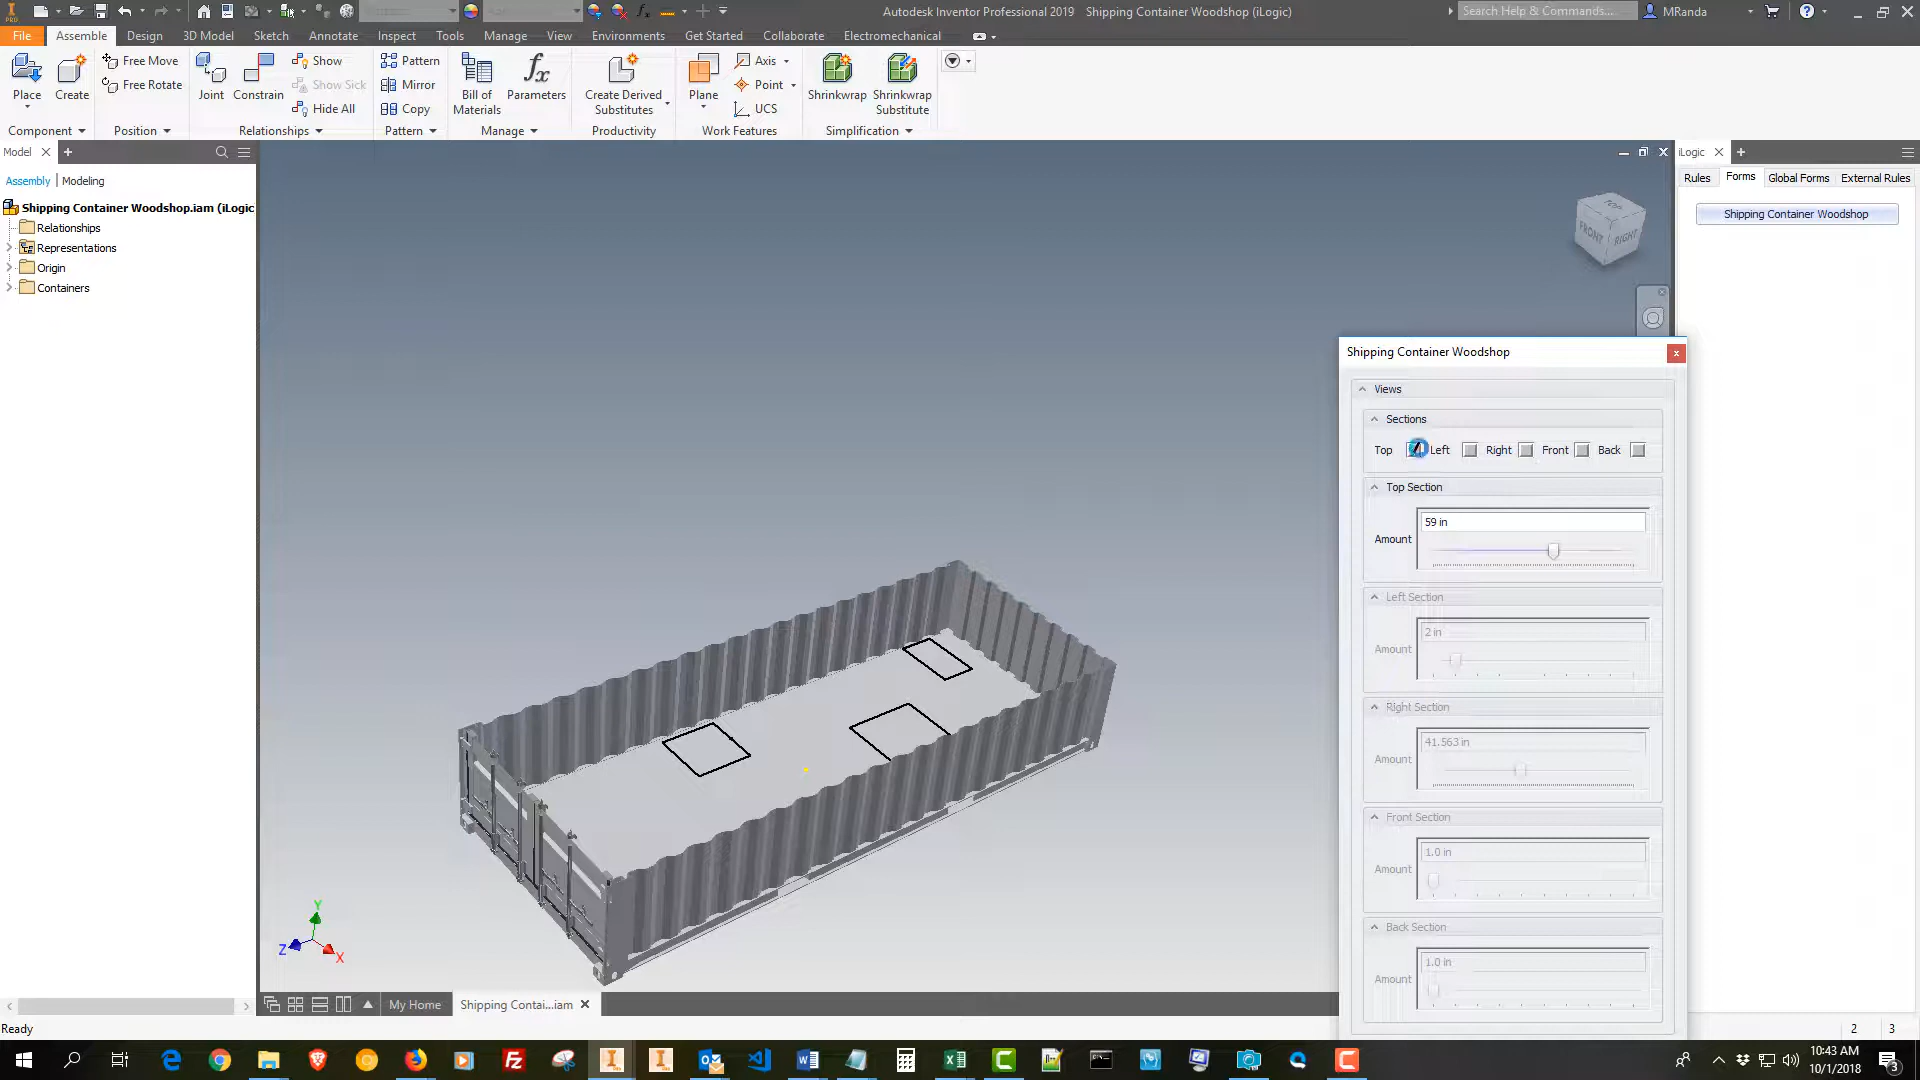 Autodesk Inventor Professional 2019 Shipping Container Woodshop (iLogic)
Search Help & Commands...
MRanda
File Assemble Design 3D Model Sketch Annotate Inspect Tools Manage View Environments Get Started Collaborate Electromechanical
Place
Create
Component
Free Move
Free Rotate
Position
Joint
Constrain
Show
Show Sick
Hide All
Relationships
Pattern
Mirror
Copy
Pattern
Bill of
Materials
Parameters
Manage
Create Derived
Substitutes
Productivity
Plane
Axis
Point
UCS
Work Features
Shrinkwrap
Shrinkwrap
Substitute
Simplification
Model
Assembly | Modeling
Shipping Container Woodshop.iam (iLogic
Relationships
Representations
Origin
Containers
TOP
FRONT
RIGHT
iLogic
Rules Forms Global Forms External Rules
Shipping Container Woodshop
Shipping Container Woodshop
Views
Sections
Top Left Right Front Back
Top Section
59 in
Amount
Left Section
2 in
Amount
Right Section
41.563 in
Amount
Front Section
1.0 in
Amount
Back Section
1.0 in
Amount
Y
Z
X
My Home
Shipping Contai...iam
Ready
2 3
10:43 AM
10/1/2018
3